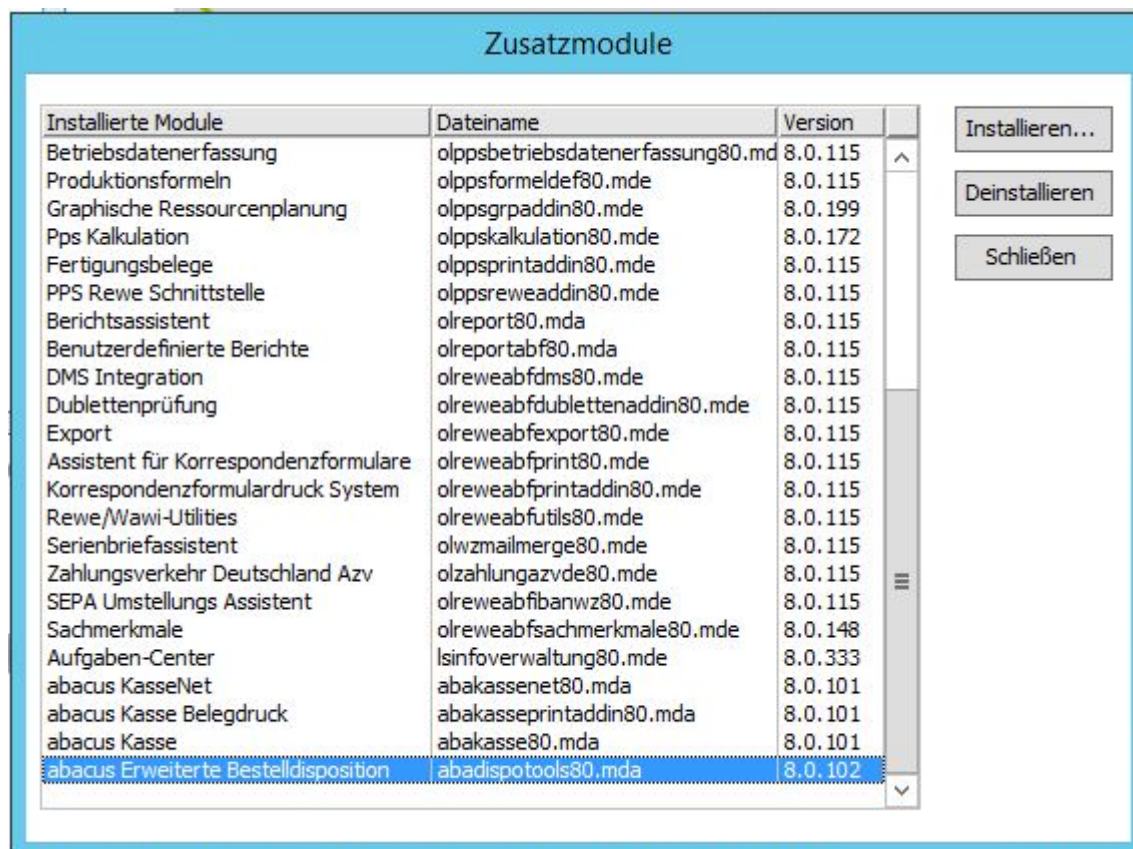 Zusatzmodule
Installierte Module Dateiname Version
Betriebsdatenerfassung olppsbetriebsdatenerfassung80.md 8.0.115
Produktionsformeln olppsformeldef80.mde 8.0.115
Graphische Ressourcenplanung olppsgrpaddin80.mde 8.0.199
Pps Kalkulation olppskalkulation80.mde 8.0.172
Fertigungsbelege olppsprintaddin80.mde 8.0.115
PPS Rewe Schnittstelle olppsreweaddin80.mde 8.0.115
Berichtsassistent olreport80.mda 8.0.115
Benutzerdefinierte Berichte olreportabf80.mda 8.0.115
DMS Integration olreweabfdms80.mde 8.0.115
Dublettenprüfung olreweabfdublettenaddin80.mde 8.0.115
Export olreweabfexport80.mde 8.0.115
Assistent für Korrespondenzformulare olreweabfprint80.mde 8.0.115
Korrespondenzformulardruck System olreweabfprintaddin80.mde 8.0.115
Rewe/Wawi-Utilities olreweabfutils80.mde 8.0.115
Serienbriefassistent olwzmailmerge80.mde 8.0.115
Zahlungsverkehr Deutschland Azv olzahlungazvde80.mde 8.0.115
SEPA Umstellungs Assistent olreweabfibanwz80.mde 8.0.115
Sachmerkmale olreweabfsachmerkmale80.mde 8.0.148
Aufgaben-Center lsinfoverwaltung80.mde 8.0.333
abacus KasseNet abakassenet80.mda 8.0.101
abacus Kasse Belegdruck abakasseprintaddin80.mda 8.0.101
abacus Kasse abakasse80.mda 8.0.101
abacus Erweiterte Bestelldisposition abadispotools80.mda 8.0.102
Installieren...
Deinstallieren
Schließen